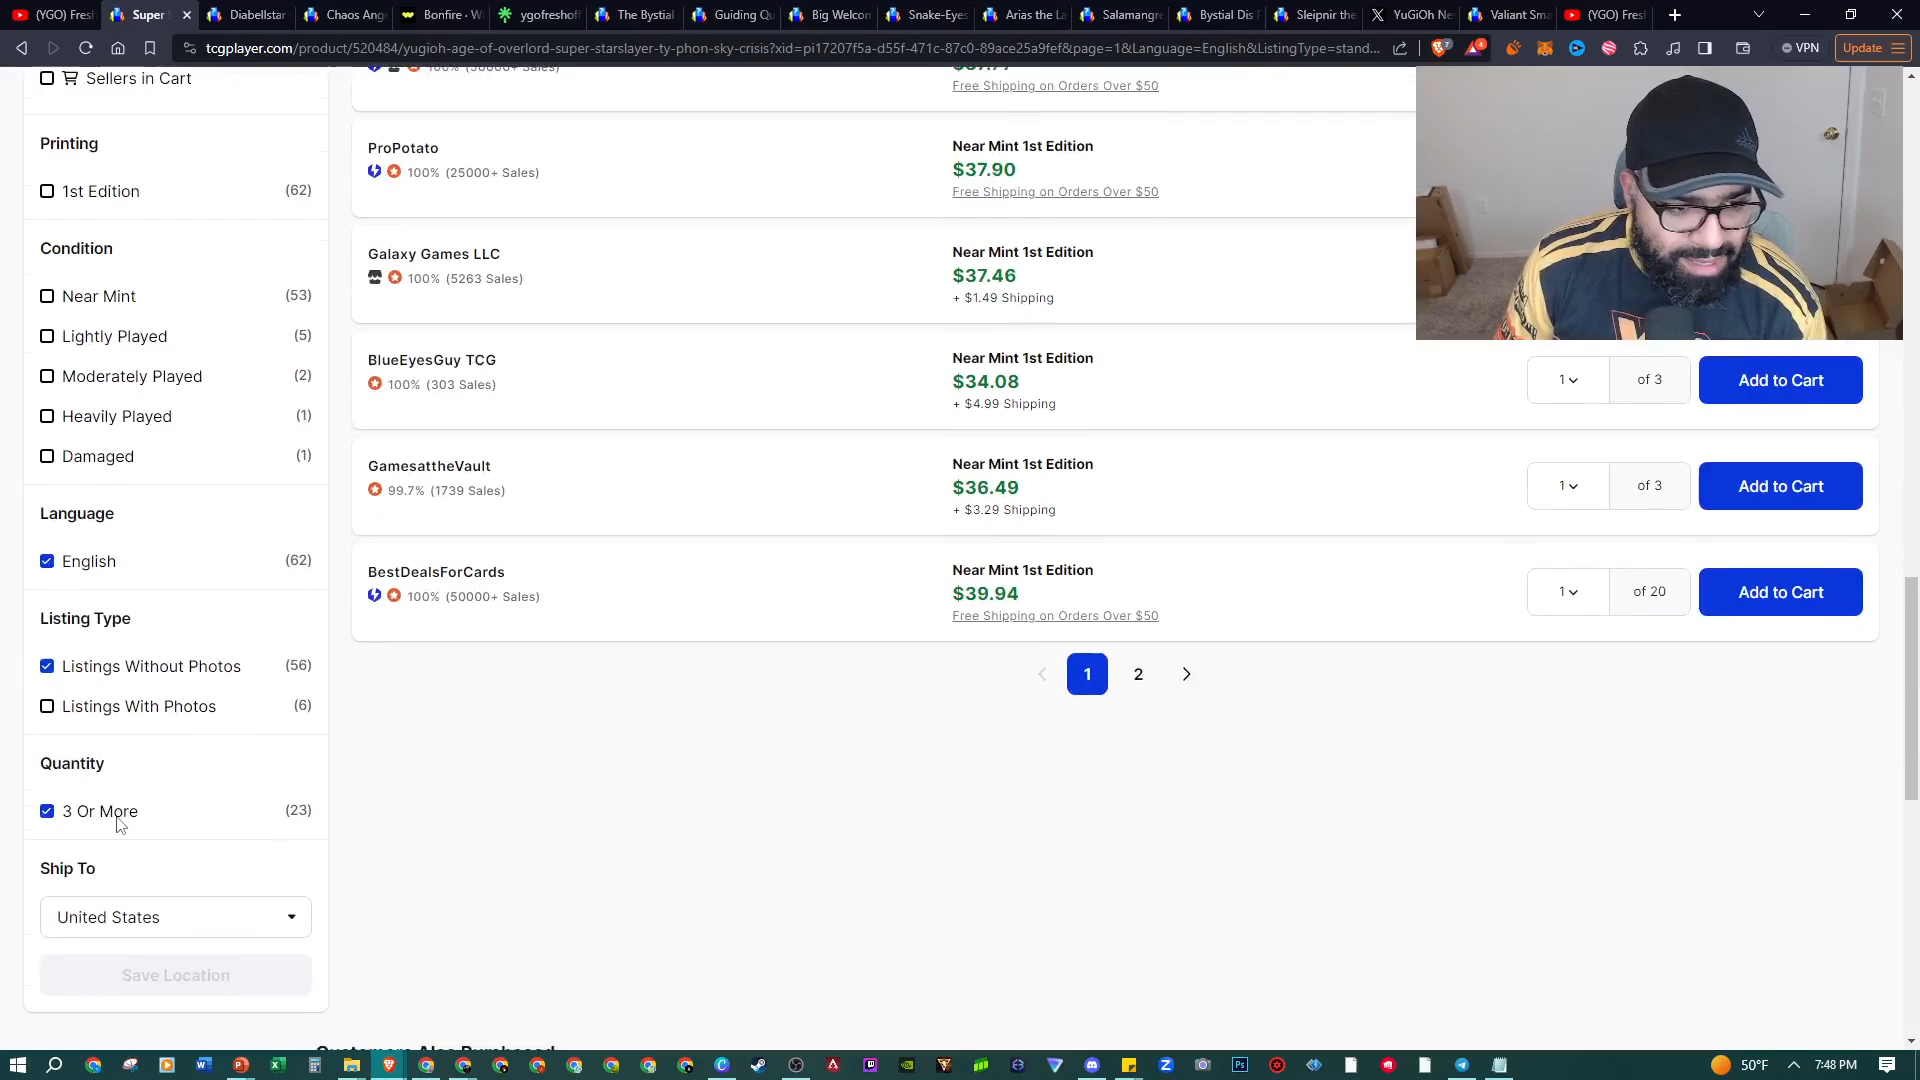 (YGO) Fresh
Super
Diabellstar
Chaos Ang
Bonfire · W
ygofreshoff
The Bystial
Guiding Qu
Big Welcom
Snake-Eyes
Arias the La
Salamangre
Bystial Dis P
Sleipnir the
YuGiOh Ne
Valiant Sma
(YGO) Fresh
tcgplayer.com/product/520484/yugioh-age-of-overlord-super-starslayer-ty-phon-sky-crisis?xid=pi17207f5a-d55f-471c-87c0-89ace25a9fef&page=1&Language=English&ListingType=stand...
VPN
Update
Sellers in Cart
Free Shipping on Orders Over $50
Printing
1st Edition (62)
Condition
Near Mint (53)
Lightly Played (5)
Moderately Played (2)
Heavily Played (1)
Damaged (1)
Language
English (62)
Listing Type
Listings Without Photos (56)
Listings With Photos (6)
Quantity
3 Or More (23)
Ship To
United States
Save Location
ProPotato
100% (25000+ Sales)
Near Mint 1st Edition
$37.90
Free Shipping on Orders Over $50
Galaxy Games LLC
100% (5263 Sales)
Near Mint 1st Edition
$37.46
+ $1.49 Shipping
BlueEyesGuy TCG
100% (303 Sales)
Near Mint 1st Edition
$34.08
+ $4.99 Shipping
1 of 3 Add to Cart
GamesattheVault
99.7% (1739 Sales)
Near Mint 1st Edition
$36.49
+ $3.29 Shipping
1 of 3 Add to Cart
BestDealsForCards
100% (50000+ Sales)
Near Mint 1st Edition
$39.94
Free Shipping on Orders Over $50
1 of 20 Add to Cart
1 2
50°F 7:48 PM